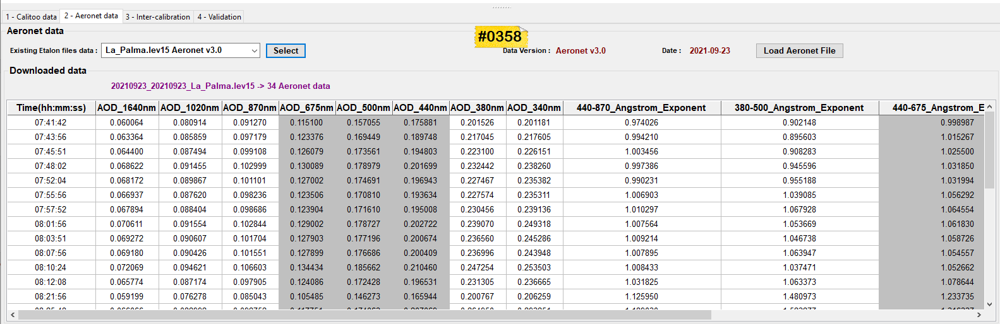 1 - Calitoo data 2 - Aeronet data 3 - Inter-calibration 4 - Validation
Aeronet data
#0358
Existing Etalon files data : La_Palma.lev15 Aeronet v3.0 Select Data Version : Aeronet v3.0 Date : 2021-09-23 Load Aeronet File
Downloaded data
20210923_20210923_La_Palma.lev15 -> 34 Aeronet data
Time(hh:mm:ss) AOD_1640nm AOD_1020nm AOD_870nm AOD_675nm AOD_500nm AOD_440nm AOD_380nm AOD_340nm 440-870_Angstrom_Exponent 380-500_Angstrom_Exponent 440-675_Angstrom_E
07:41:42 0.060064 0.080914 0.091270 0.115100 0.157055 0.175881 0.201526 0.201181 0.974026 0.902148 0.998987
07:43:56 0.063364 0.085859 0.097179 0.123376 0.169449 0.189748 0.217045 0.217605 0.994210 0.895603 1.015267
07:45:51 0.064400 0.087494 0.099108 0.126079 0.173561 0.194803 0.223100 0.226151 1.003456 0.908283 1.025500
07:48:02 0.068622 0.091455 0.102999 0.130089 0.178979 0.201699 0.232442 0.238260 0.997386 0.945596 1.031850
07:52:04 0.068172 0.089867 0.101101 0.127002 0.174691 0.196943 0.227467 0.235382 0.990231 0.955188 1.031994
07:55:56 0.066937 0.087620 0.098236 0.123506 0.170810 0.193634 0.227574 0.235311 1.006903 1.039085 1.056292
07:57:52 0.067894 0.088404 0.098686 0.123904 0.171610 0.195008 0.230456 0.239136 1.010297 1.067928 1.064554
08:01:56 0.070611 0.091554 0.102844 0.129002 0.178727 0.202722 0.239070 0.249318 1.007564 1.053669 1.061830
08:03:51 0.069272 0.090607 0.101704 0.127903 0.177196 0.200674 0.236560 0.245286 1.009214 1.046738 1.058726
08:07:56 0.069180 0.090426 0.101551 0.127899 0.176686 0.200409 0.236996 0.243948 1.007895 1.063947 1.054557
08:10:24 0.072069 0.094621 0.106603 0.134434 0.185662 0.210460 0.247254 0.253503 1.008433 1.037471 1.052662
08:12:08 0.065774 0.087174 0.097905 0.124086 0.172428 0.196531 0.231305 0.236665 1.031825 1.063373 1.078644
08:21:56 0.059199 0.076278 0.085043 0.105485 0.146273 0.165944 0.200767 0.206259 1.125950 1.480973 1.233735